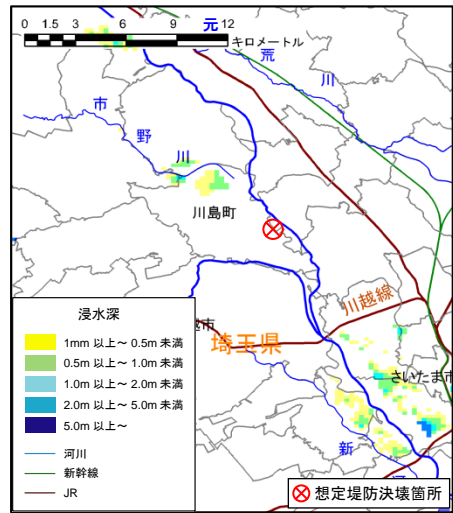 0 1.5 3 6 9 12
キロメートル
元
荒
川
市
野
川
川島町
川越線
越市
埼玉県
さいたま市
新
浸水深
1mm 以上～ 0.5m 未満
0.5m 以上～ 1.0m 未満
1.0m 以上～ 2.0m 未満
2.0m 以上～ 5.0m 未満
5.0m 以上～
河川
新幹線
JR
想定堤防決壊箇所